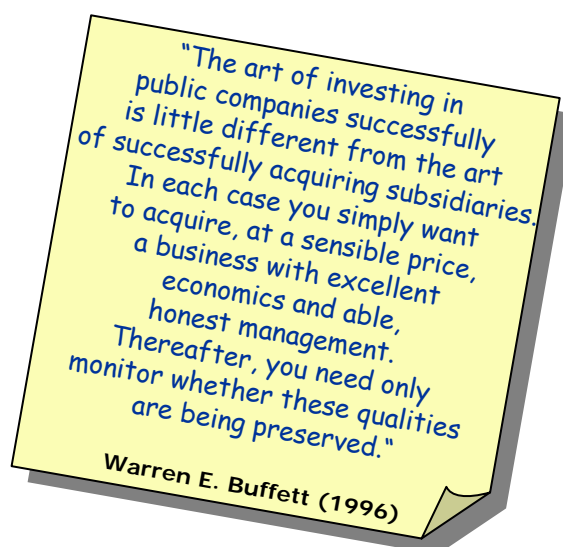 "The art of investing in
public companies successfully
is little different from the art
of successfully acquiring subsidiaries.
In each case you simply want
to acquire, at a sensible price,
a business with excellent
economics and able,
honest management.
Thereafter, you need only
monitor whether these qualities
are being preserved."
Warren E. Buffett (1996)